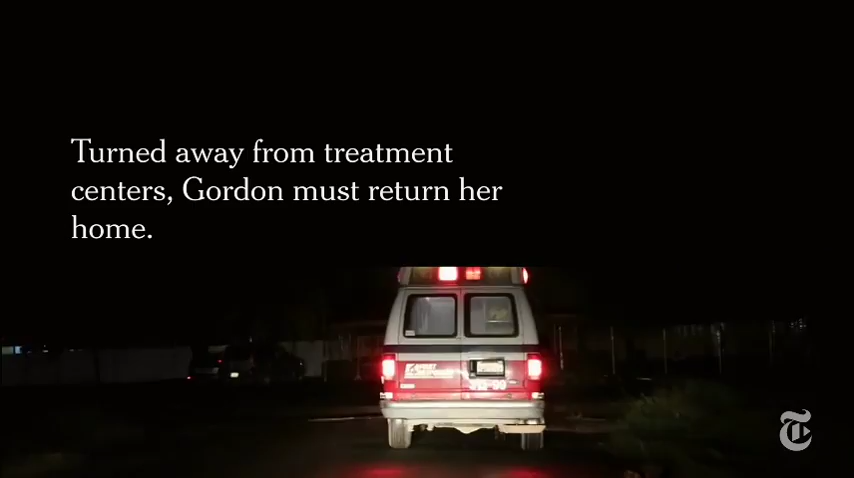 Turned away from treatment
centers, Gordon must return her
home.